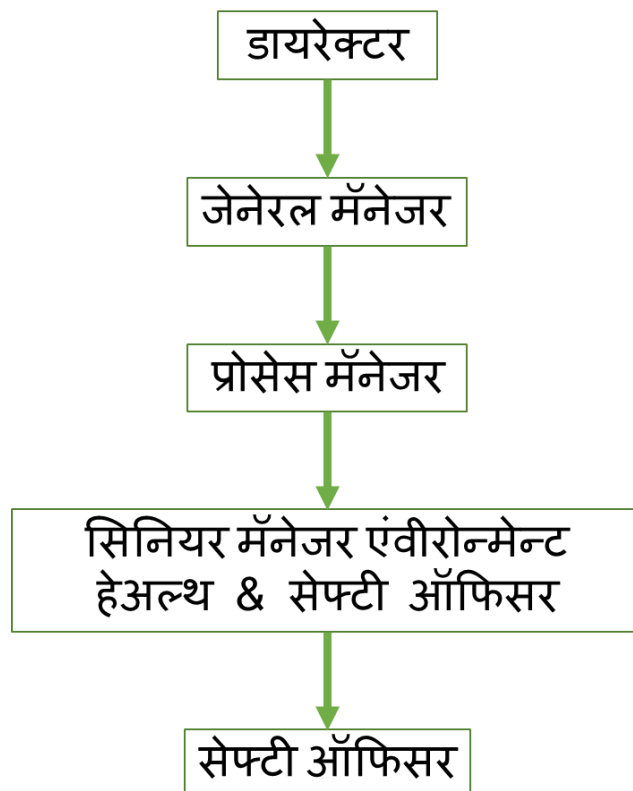 डायरेक्टर
जेनेरल मॅनेजर
प्रोसेस मॅनेजर
सिनियर मॅनेजर एंवीरोन्मेन्ट
हेअल्थ & सेफ्टी ऑफिसर
सेफ्टी ऑफिसर